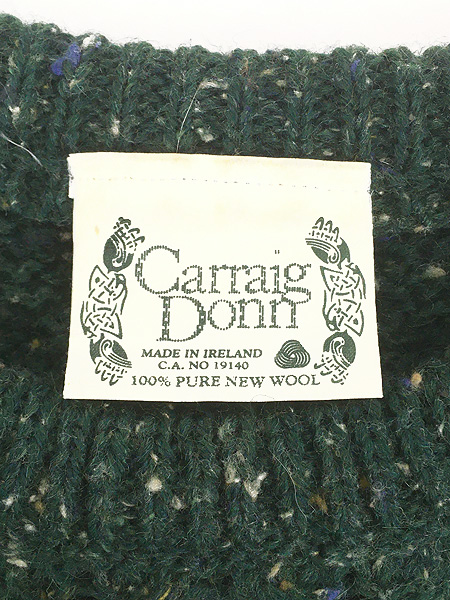 Carraig
Donn
MADE IN IRELAND
C.A. NO 19140
100% PURE NEW WOOL